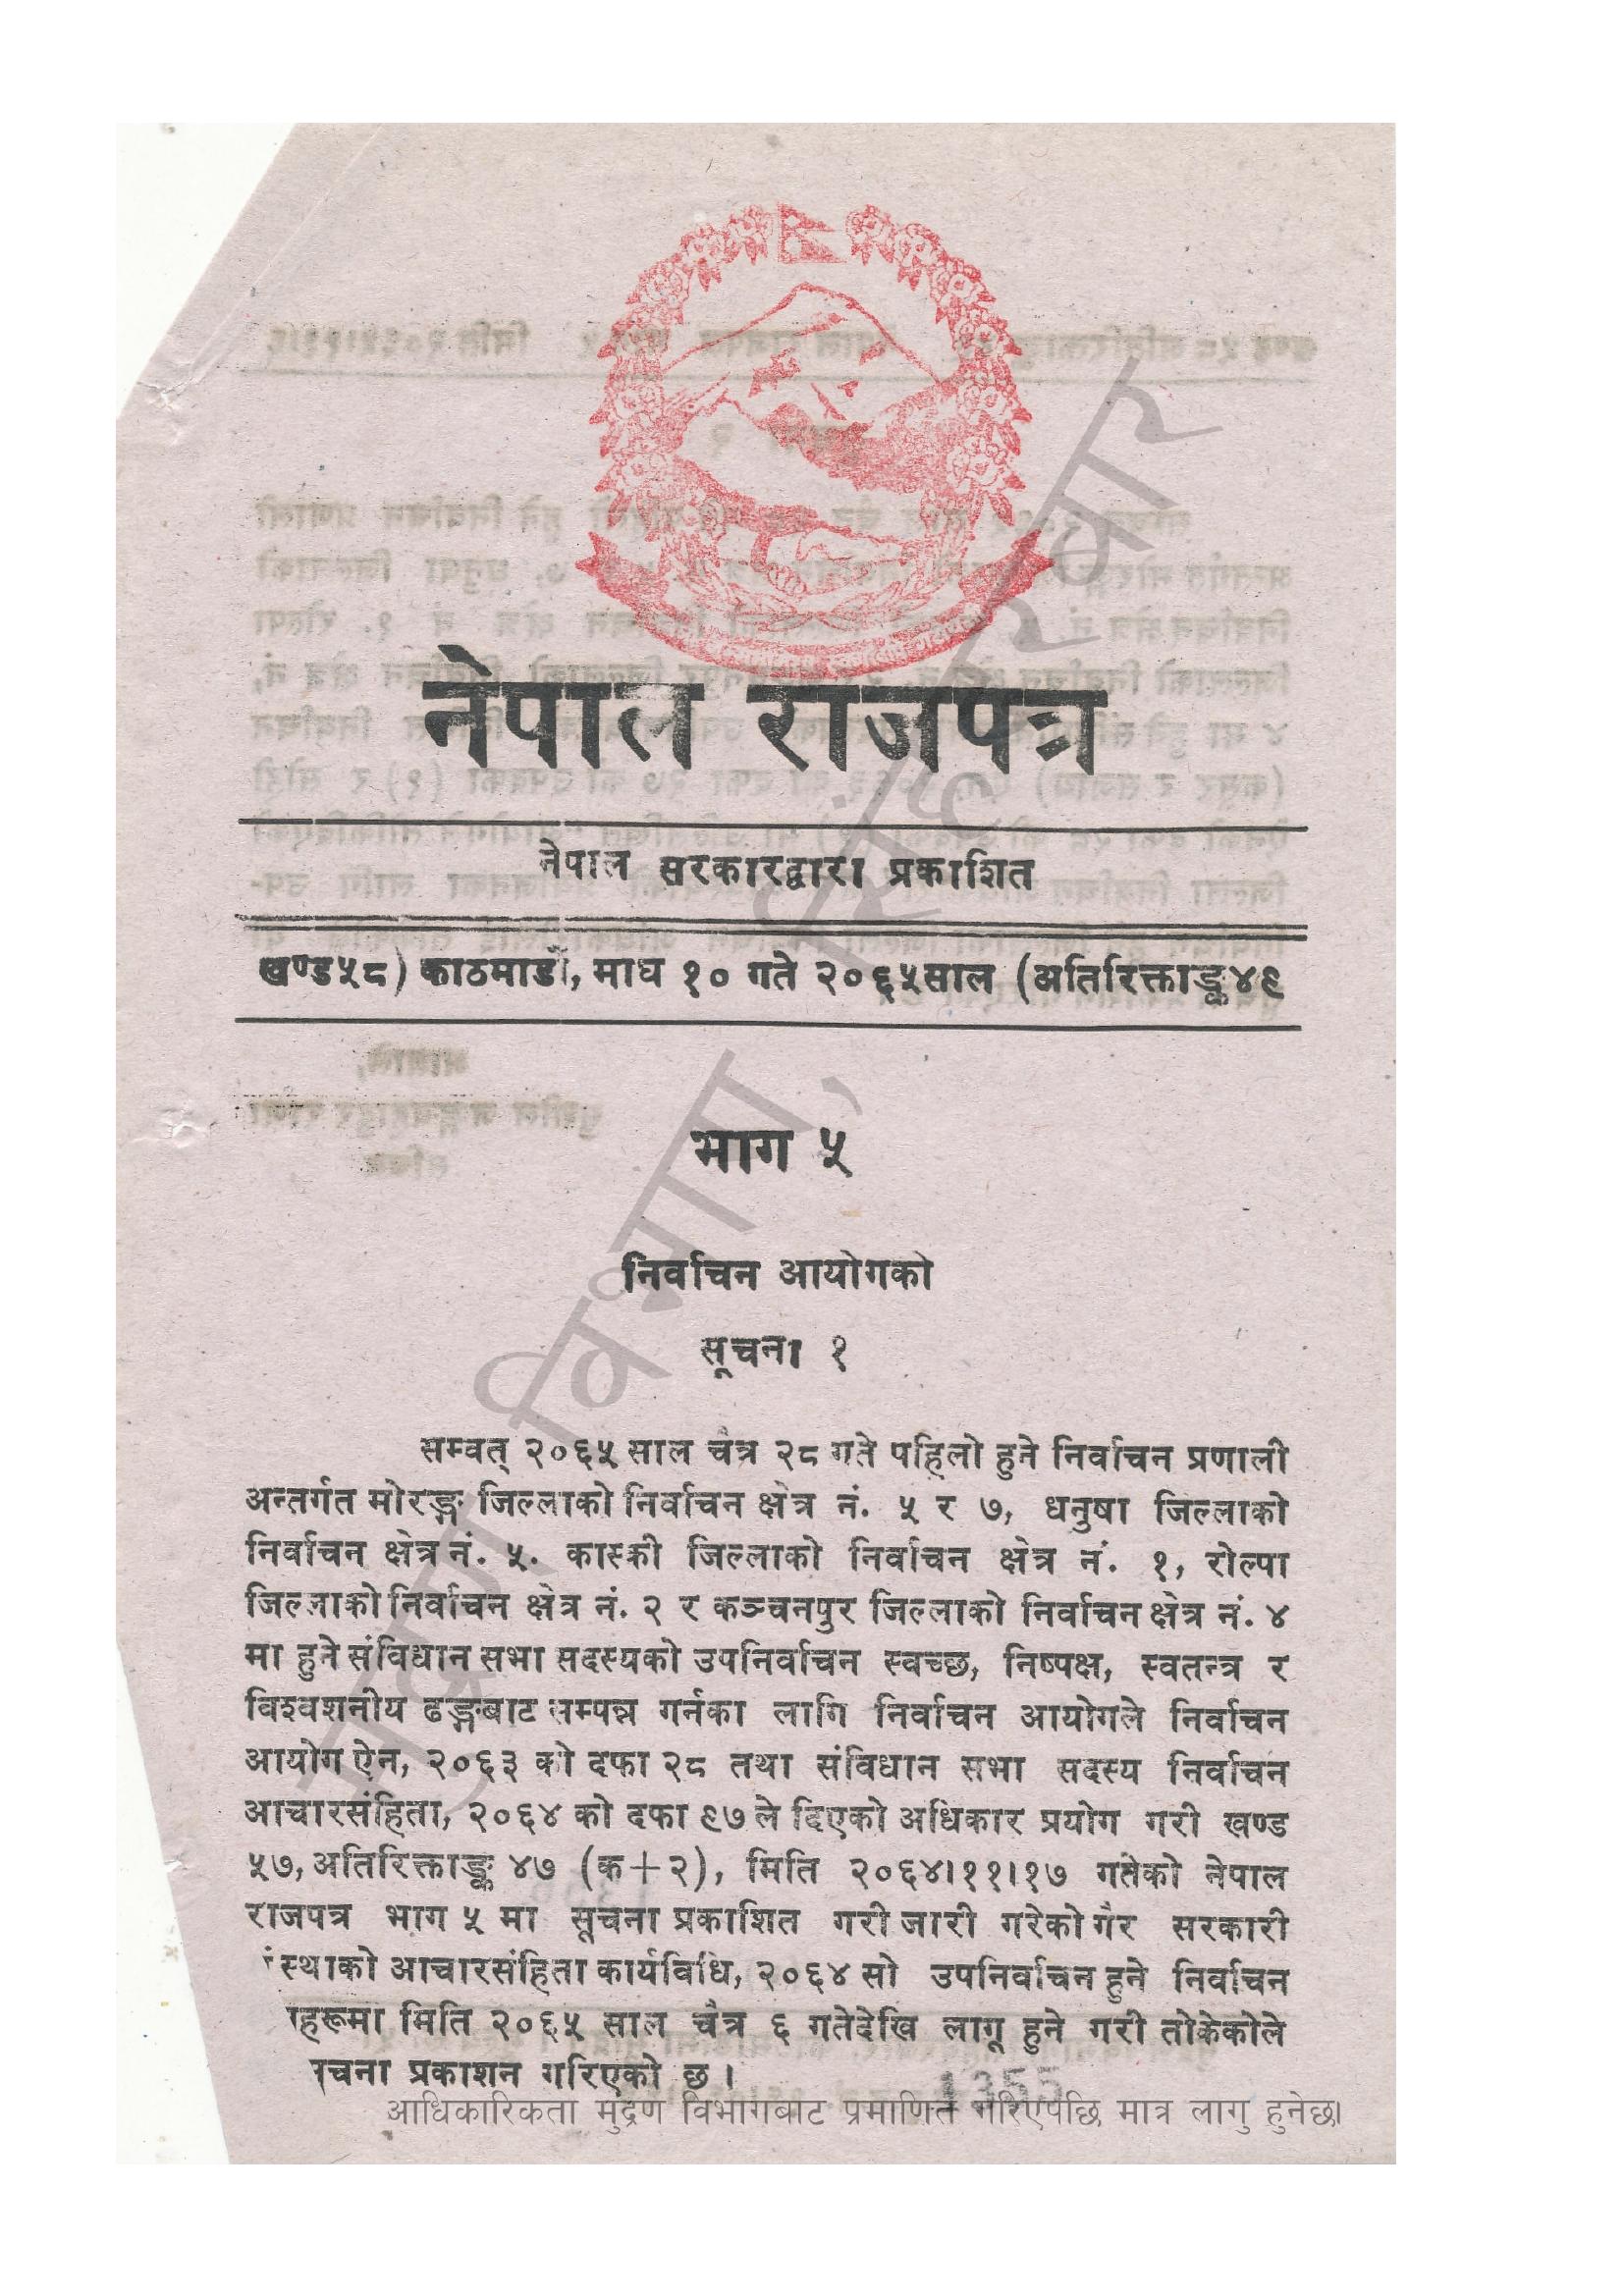 नेपाल राजपत्र
नेपाल सरकारद्वारा प्रकाशित
खण्ड५८) काठमाडौं, माघ १० गते २०६५साल (अतिरिक्ताङ्क४९
भाग ५
निर्वाचन आयोगको
सूचना १
सम्वत् २०६५ साल चैत्र २८ गते पहिलो हुने निर्वाचन प्रणाली
अन्तर्गत मोरङ्ग जिल्लाको निर्वाचन क्षेत्र नं. ५ र ७, धनुषा जिल्लाको
निर्वाचन क्षेत्र नं. ५. कास्की जिल्लाको निर्वाचन क्षेत्र नं. १, रोल्पा
जिल्लाको निर्वाचन क्षेत्र नं. २ र कञ्चनपुर जिल्लाको निर्वाचन क्षेत्र नं. ४
मा हुने संविधान सभा सदस्यको उपनिर्वाचन स्वच्छ, निष्पक्ष, स्वतन्त्र र
विश्वशनीय ढङ्गबाट सम्पन्न गर्नका लागि निर्वाचन आयोगले निर्वाचन
आयोग ऐन, २०६३ को दफा २८ तथा संविधान सभा सदस्य निर्वाचन
आचारसंहिता, २०६४ को दफा ९७ ले दिएको अधिकार प्रयोग गरी खण्ड
५७, अतिरिक्ताङ्क ४७ (क+२), मिति २०६४।११।१७ गतेको नेपाल
राजपत्र भाग ५ मा सूचना प्रकाशित गरी जारी गरेको गैर सरकारी
ंस्थाको आचारसंहिता कार्यविधि, २०६४ सो उपनिर्वाचन हुने निर्वाचन
ाहरूमा मिति २०६५ साल चैत्र ६ गतेदेखि लागू हुने गरी तोकेकोले
चना प्रकाशन गरिएको छ ।
1355
आधिकारिकता मुद्रण विभागबाट प्रमाणित गरिएपछि मात्र लागु हुनेछ।
मुद्रण विभाग, सिंहदरबार